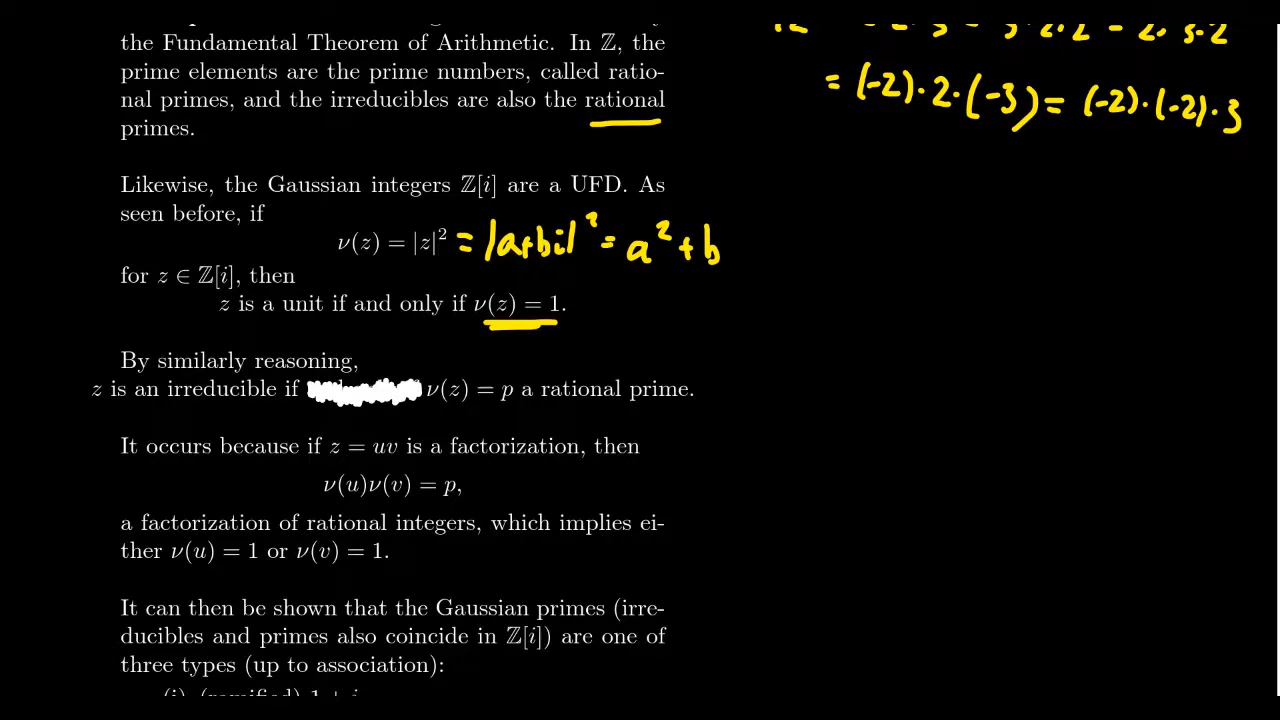 the Fundamental Theorem of Arithmetic. In ℤ, the
prime elements are the prime numbers, called ratio-
nal primes, and the irreducibles are also the rational
primes.
= (-2)·2·(-3) = (-2)·(-2)·3
Likewise, the Gaussian integers ℤ[i] are a UFD. As
seen before, if
ν(z) = |z|² = |a+bi|² = a² + b
for z ∈ ℤ[i], then
z is a unit if and only if ν(z) = 1.
By similarly reasoning,
z is an irreducible if ν(z) = p a rational prime.
It occurs because if z = uv is a factorization, then
ν(u)ν(v) = p,
a factorization of rational integers, which implies ei-
ther ν(u) = 1 or ν(v) = 1.
It can then be shown that the Gaussian primes (irre-
ducibles and primes also coincide in ℤ[i]) are one of
three types (up to association):
(i) (ramified) 1 + i